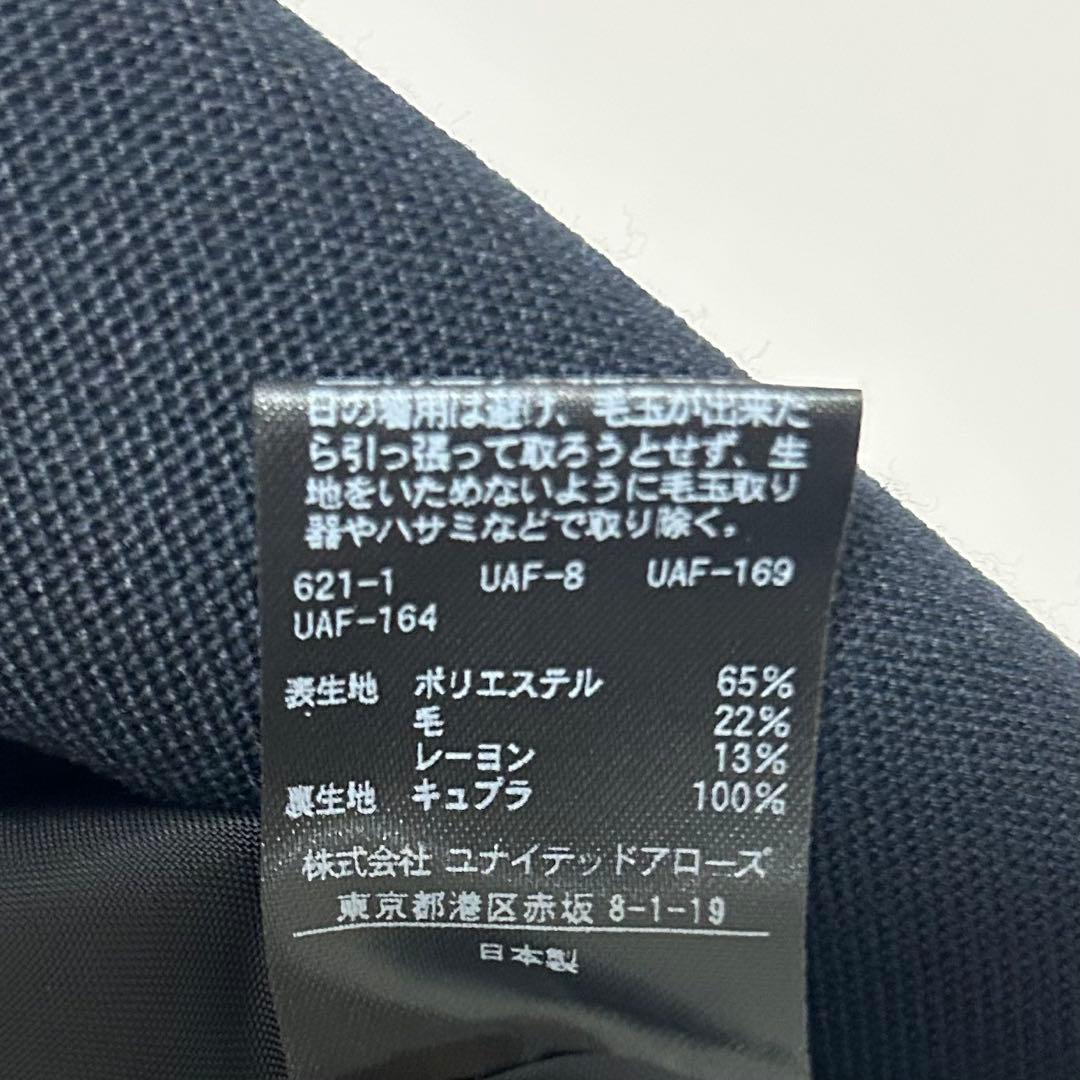 日の着用は避け、毛玉が出来た
ら引っ張って取ろうとせず、生
地をいためないように毛玉取り
器やハサミなどで取り除く。
621-1 UAF-8 UAF-169
UAF-164
表生地 ポリエステル 65%
毛 22%
レーヨン 13%
裏生地 キュプラ 100%
株式会社 ユナイテッドアローズ
東京都港区赤坂 8-1-19
日本製